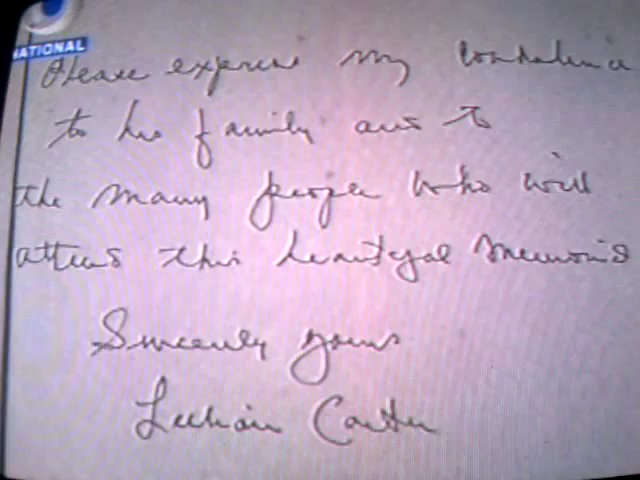 NATIONAL
Please express my condolence
to his family and to
the many people who will
attend this beautiful memorial
Sincerely yours
Lillian Carter